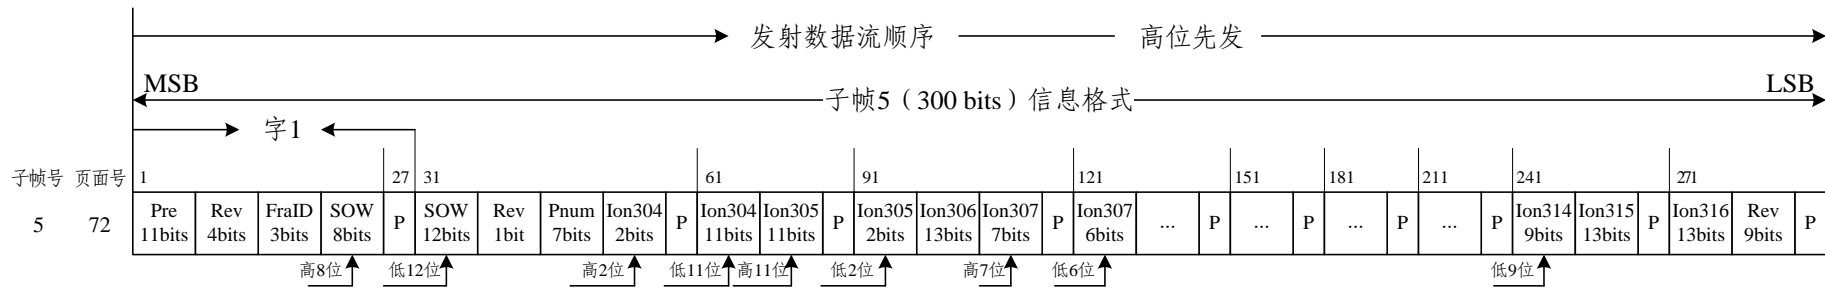 发射数据流顺序 高位先发
MSB LSB
子帧5（300 bits）信息格式
字1
子帧号 页面号 1 27 31 61 91 121 151 181 211 241 271
5 72 Pre Rev FraID SOW P SOW Rev Pnum Ion304 P Ion304 Ion305 P Ion305 Ion306 Ion307 P Ion307 ... P ... P ... P ... P Ion314 Ion315 P Ion316 Rev P
11bits 4bits 3bits 8bits 12bits 1bit 7bits 2bits 11bits 11bits 2bits 13bits 7bits 6bits 9bits 13bits 13bits 9bits
高8位 低12位 高2位 低11位 高11位 低2位 高7位 低6位 低9位